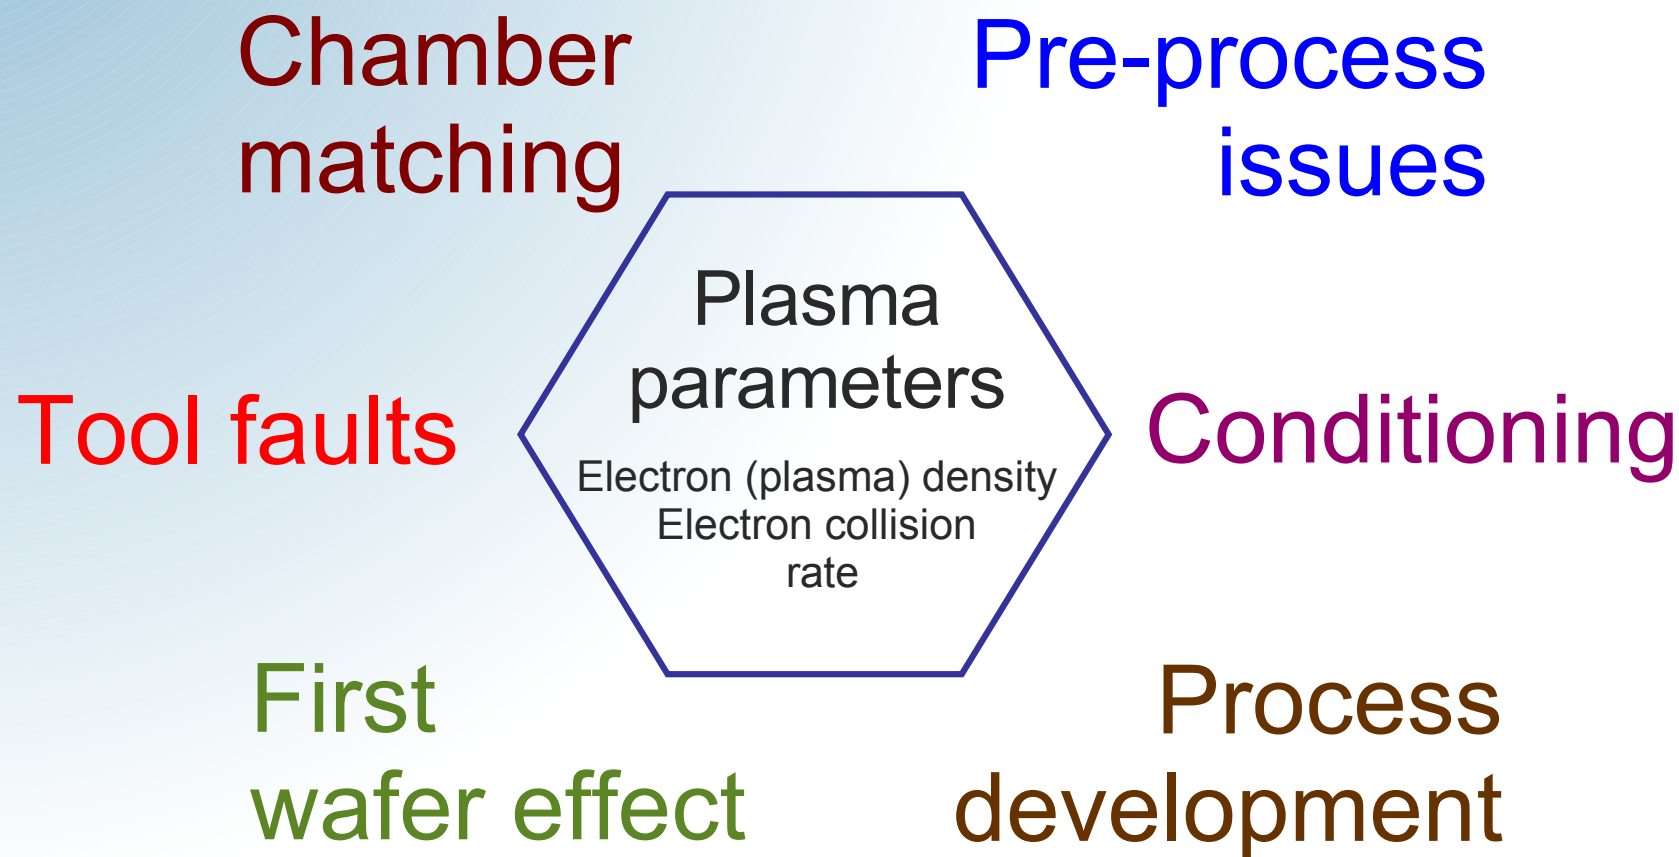 Chamber
matching
Pre-process
issues
Plasma
parameters
Electron (plasma) density
Electron collision
rate
Tool faults
Conditioning
First
wafer effect
Process
development